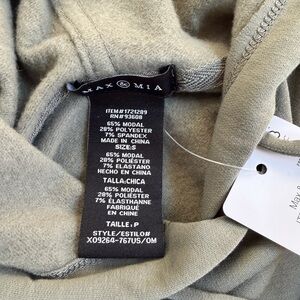 MAX & MIA
ITEM#1721289
RN#93608
65% MODAL
28% POLYESTER
7% SPANDEX
MADE IN CHINA
SIZE:S
65% MODAL
28% POLIÉSTER
7% ELASTANO
HECHO EN CHINA
TALLA:CHICA
65% MODAL
28% POLIÉSTER
7% ÉLASTHANNE
FABRIQUÉ
EN CHINE
TAILLE:P
STYLE/ESTILO#
X09264-767US/OM
Max &